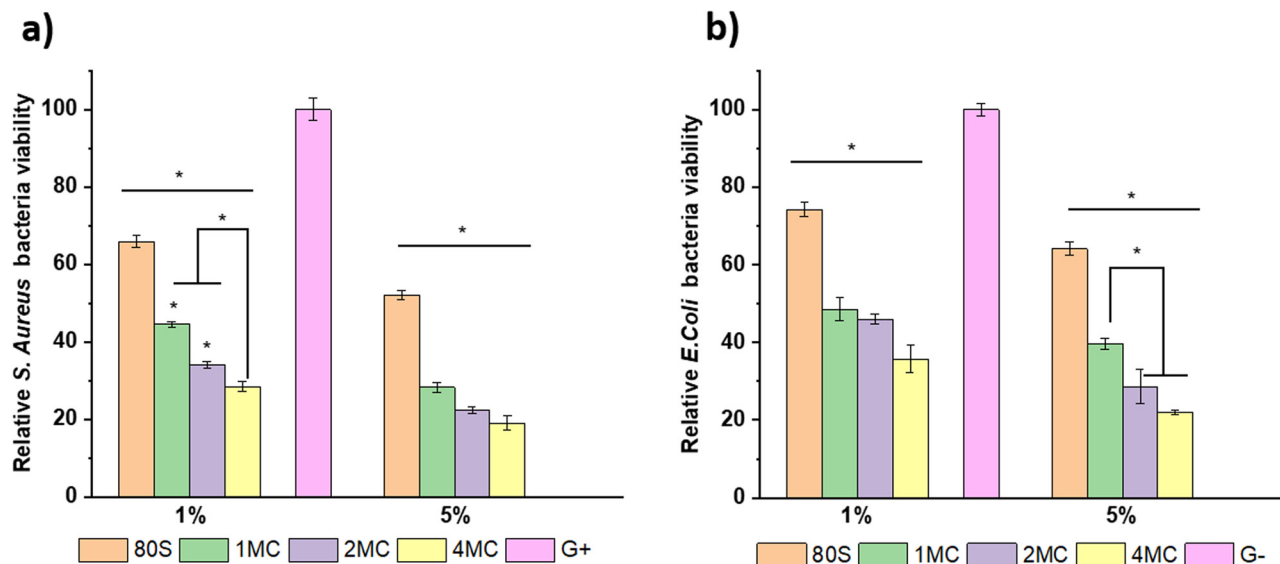 a)
Relative S. Aureus bacteria viability
100
80
60
40
20
0
*
*
*
*
*
1%
5%
80S
1MC
2MC
4MC
G+
b)
Relative E.Coli bacteria viability
100
80
60
40
20
0
*
*
*
1%
5%
80S
1MC
2MC
4MC
G-